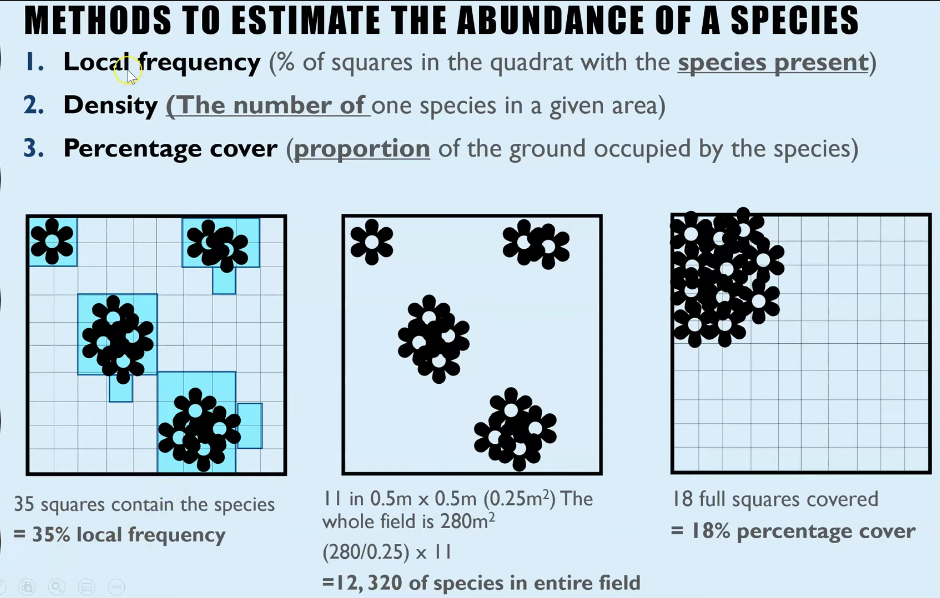 METHODS TO ESTIMATE THE ABUNDANCE OF A SPECIES
1. Local frequency (% of squares in the quadrat with the species present)
2. Density (The number of one species in a given area)
3. Percentage cover (proportion of the ground occupied by the species)
35 squares contain the species
= 35% local frequency
11 in 0.5m x 0.5m (0.25m²) The
whole field is 280m²
(280/0.25) x 11
=12, 320 of species in entire field
18 full squares covered
= 18% percentage cover